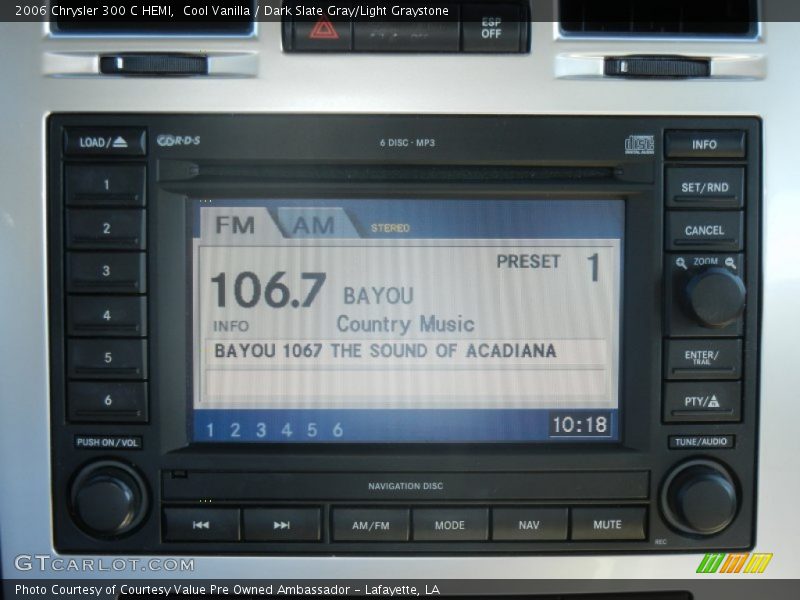 2006 Chrysler 300 C HEMI, Cool Vanilla / Dark Slate Gray/Light Graystone
ESP
OFF
LOAD/
R·D·S
6 DISC · MP3
disc
DIGITAL AUDIO
INFO
1
2
3
4
5
6
SET/RND
CANCEL
ZOOM
ENTER/
TRAIL
PTY/
FM AM STEREO
PRESET 1
106.7 BAYOU
INFO Country Music
BAYOU 1067 THE SOUND OF ACADIANA
1 2 3 4 5 6 10:18
PUSH ON/VOL
TUNE/AUDIO
NAVIGATION DISC
AM/FM MODE NAV MUTE
REC
GTCarLot.com
Photo Courtesy of Courtesy Value Pre Owned Ambassador - Lafayette, LA